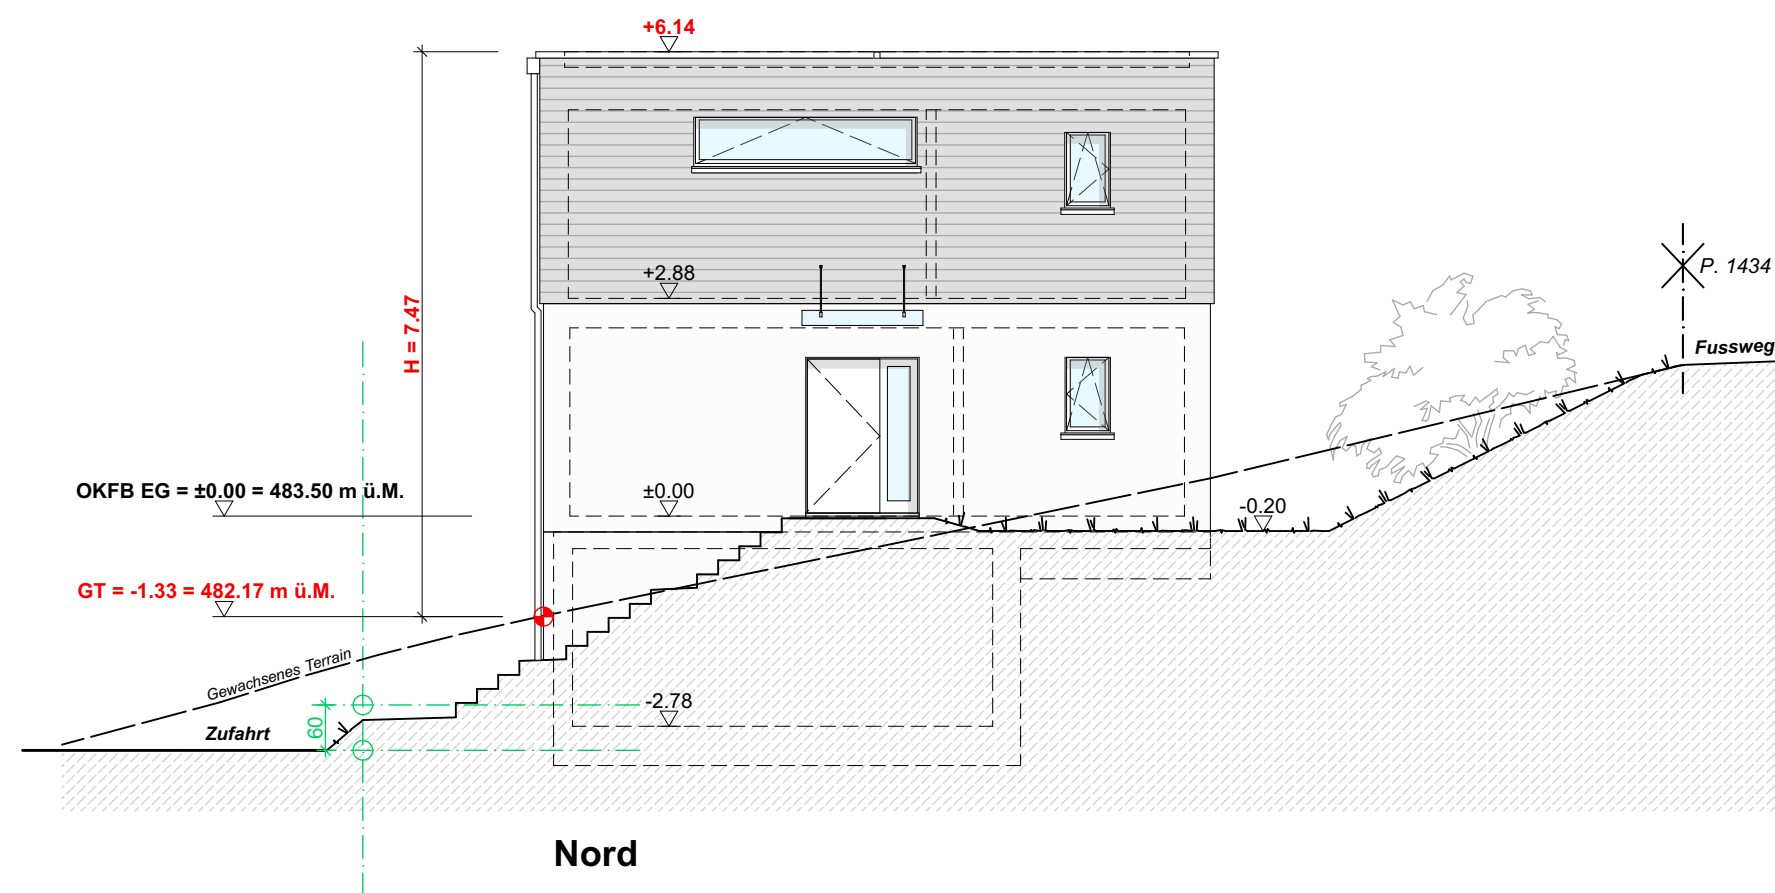 +6.14
+2.88
H = 7.47
P. 1434
Fussweg
OKFB EG = ±0.00 = 483.50 m ü.M.
±0.00
-0.20
GT = -1.33 = 482.17 m ü.M.
Gewachsenes Terrain
-2.78
60
Zufahrt
Nord